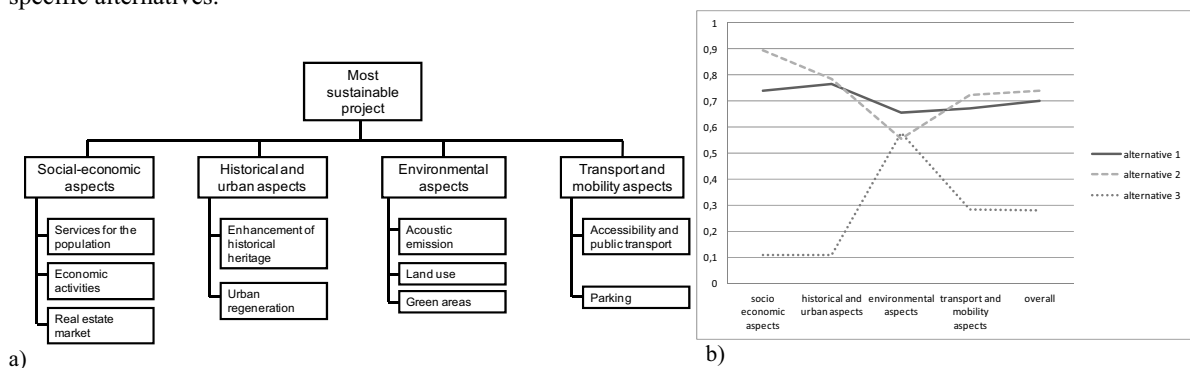 specific alternatives.
Most
sustainable
project
Social-economic
aspects
Services for the
population
Economic
activities
Real estate
market
Historical and
urban aspects
Enhancement of
historical
heritage
Urban
regeneration
Environmental
aspects
Acoustic
emission
Land use
Green areas
Transport and
mobility aspects
Accessibility and
public transport
Parking
a)
1
0,9
0,8
0,7
0,6
0,5
0,4
0,3
0,2
0,1
0
socio
economic
aspects
historical and
urban aspects
environmental
aspects
transport and
mobility
aspects
overall
alternative 1
alternative 2
alternative 3
b)